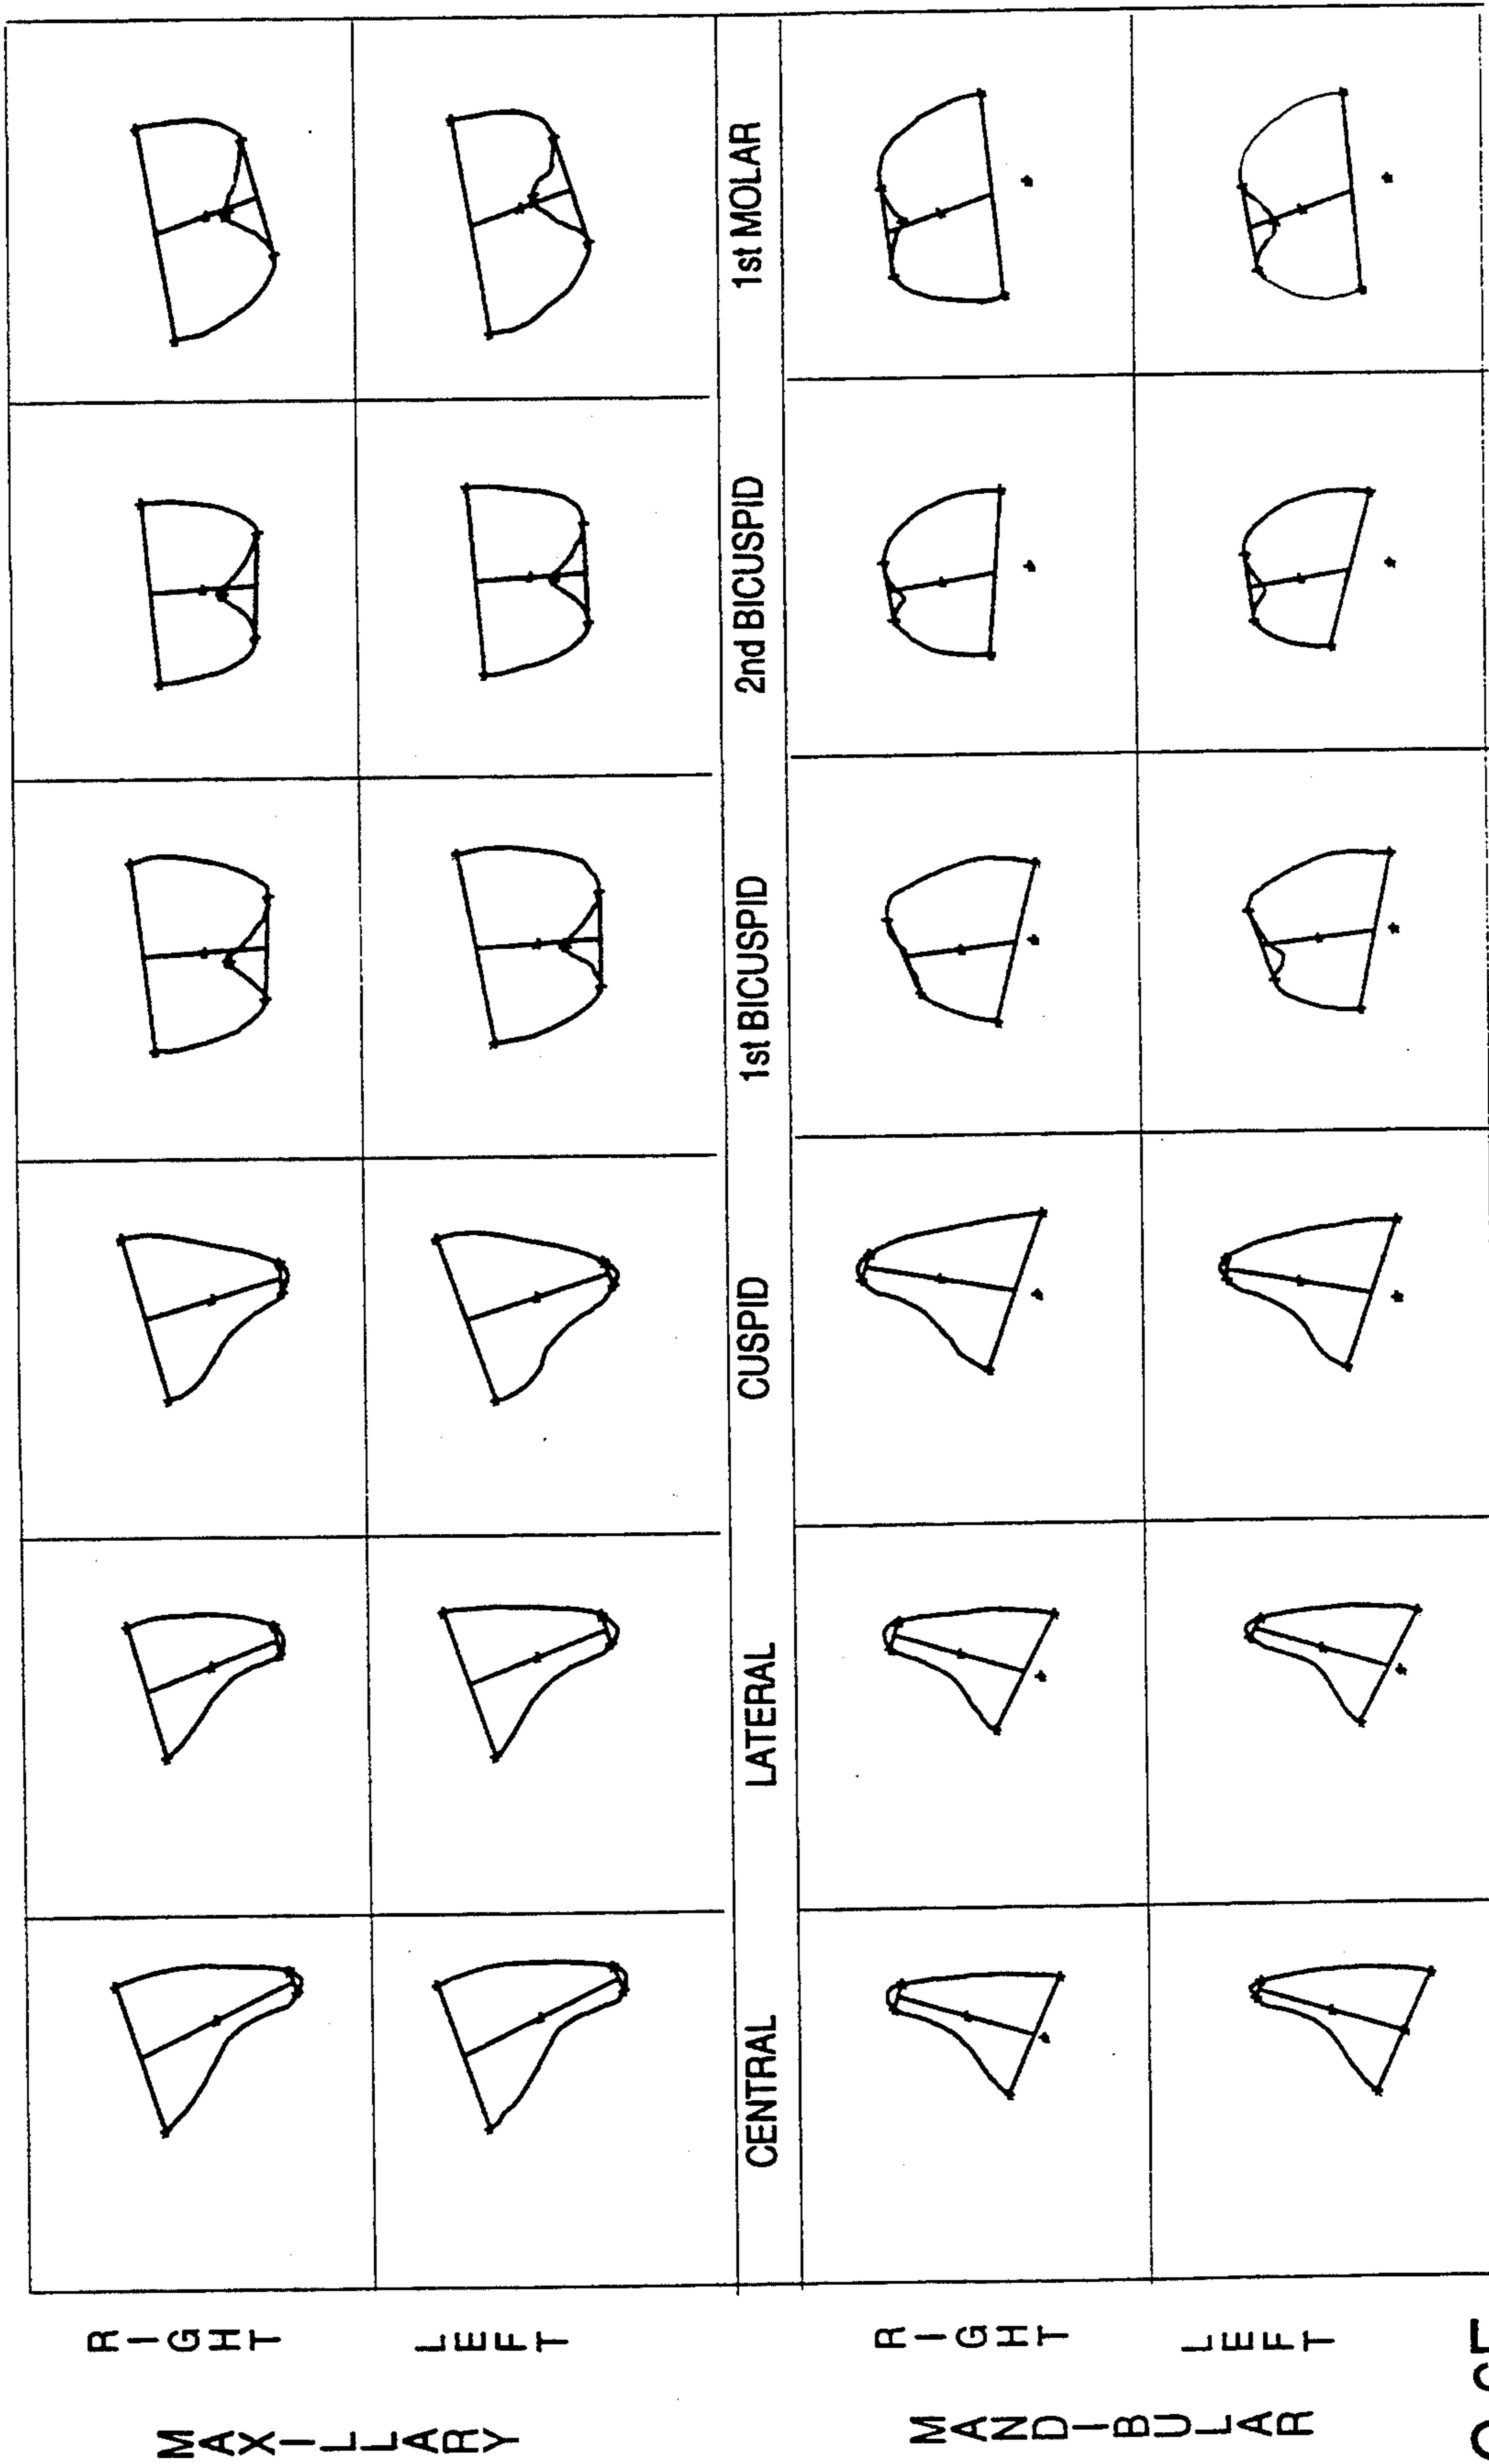 MAXILLARY
RIGHT
LEFT
CENTRAL LATERAL CUSPID 1st BICUSPID 2nd BICUSPID 1st MOLAR
MANDIBULAR
RIGHT
LEFT